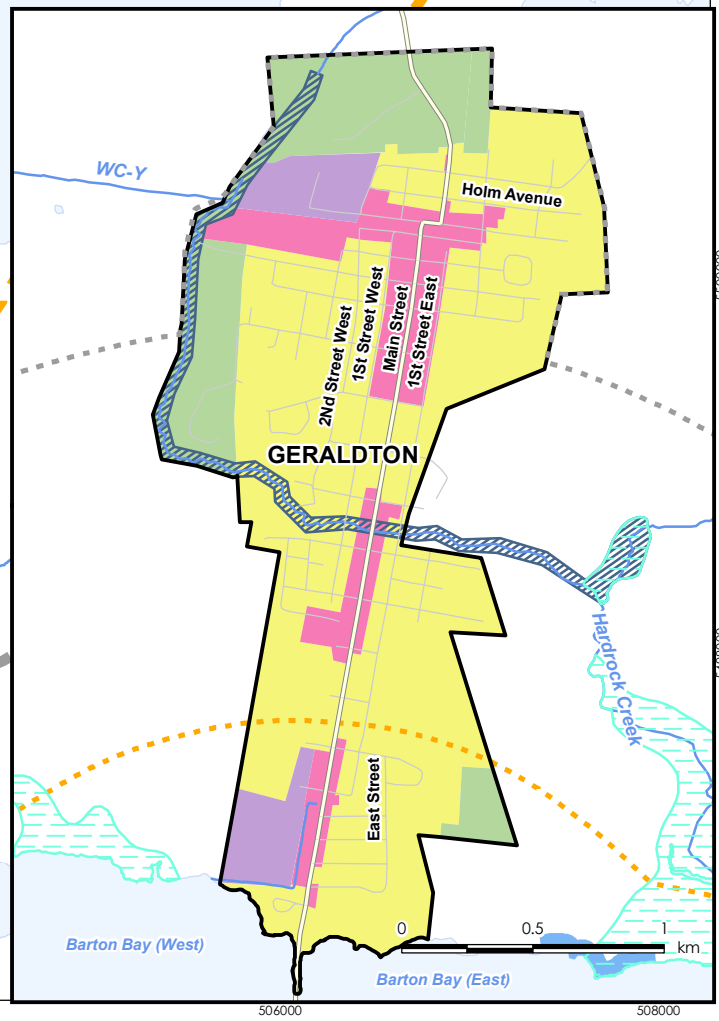 WC-Y
Holm Avenue
2Nd Street West
1St Street West
Main Street
1St Street East
GERALDTON
Hardrock Creek
East Street
0 0.5 1
km
Barton Bay (West)
Barton Bay (East)
506000 508000